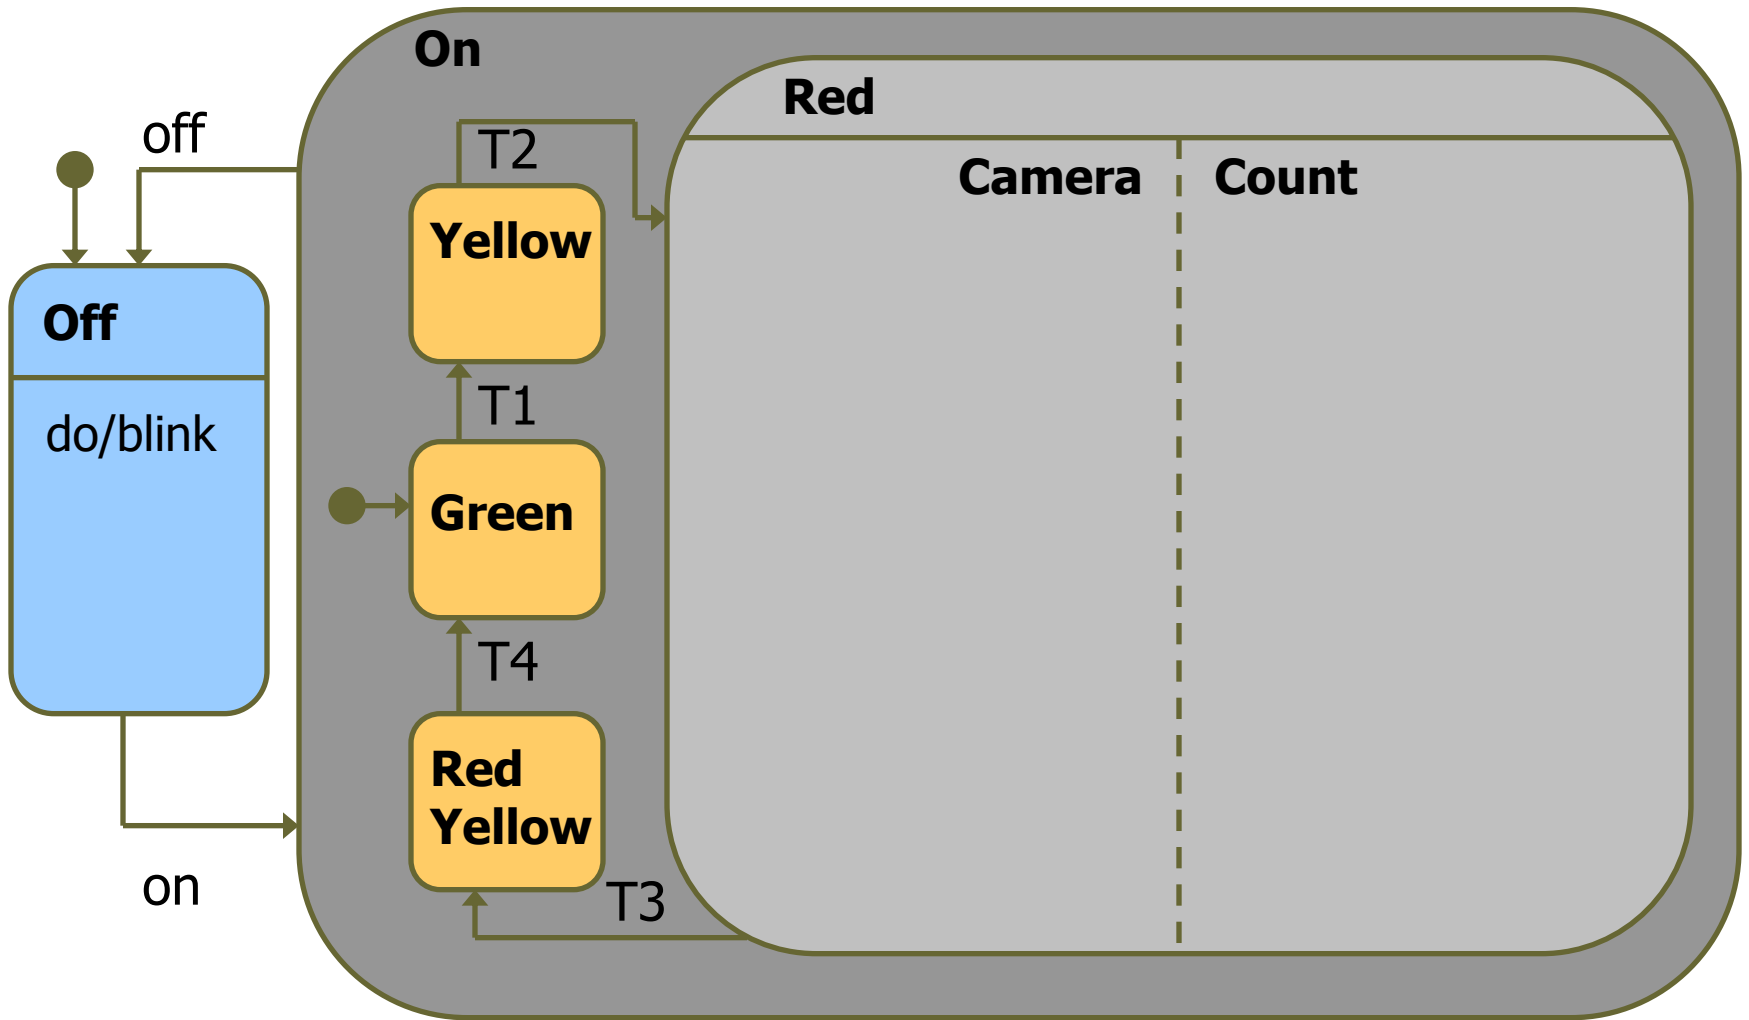 On
Red
off
T2
Camera
Count
Yellow
Off
T1
do/blink
Green
T4
Red
Yellow
on
T3